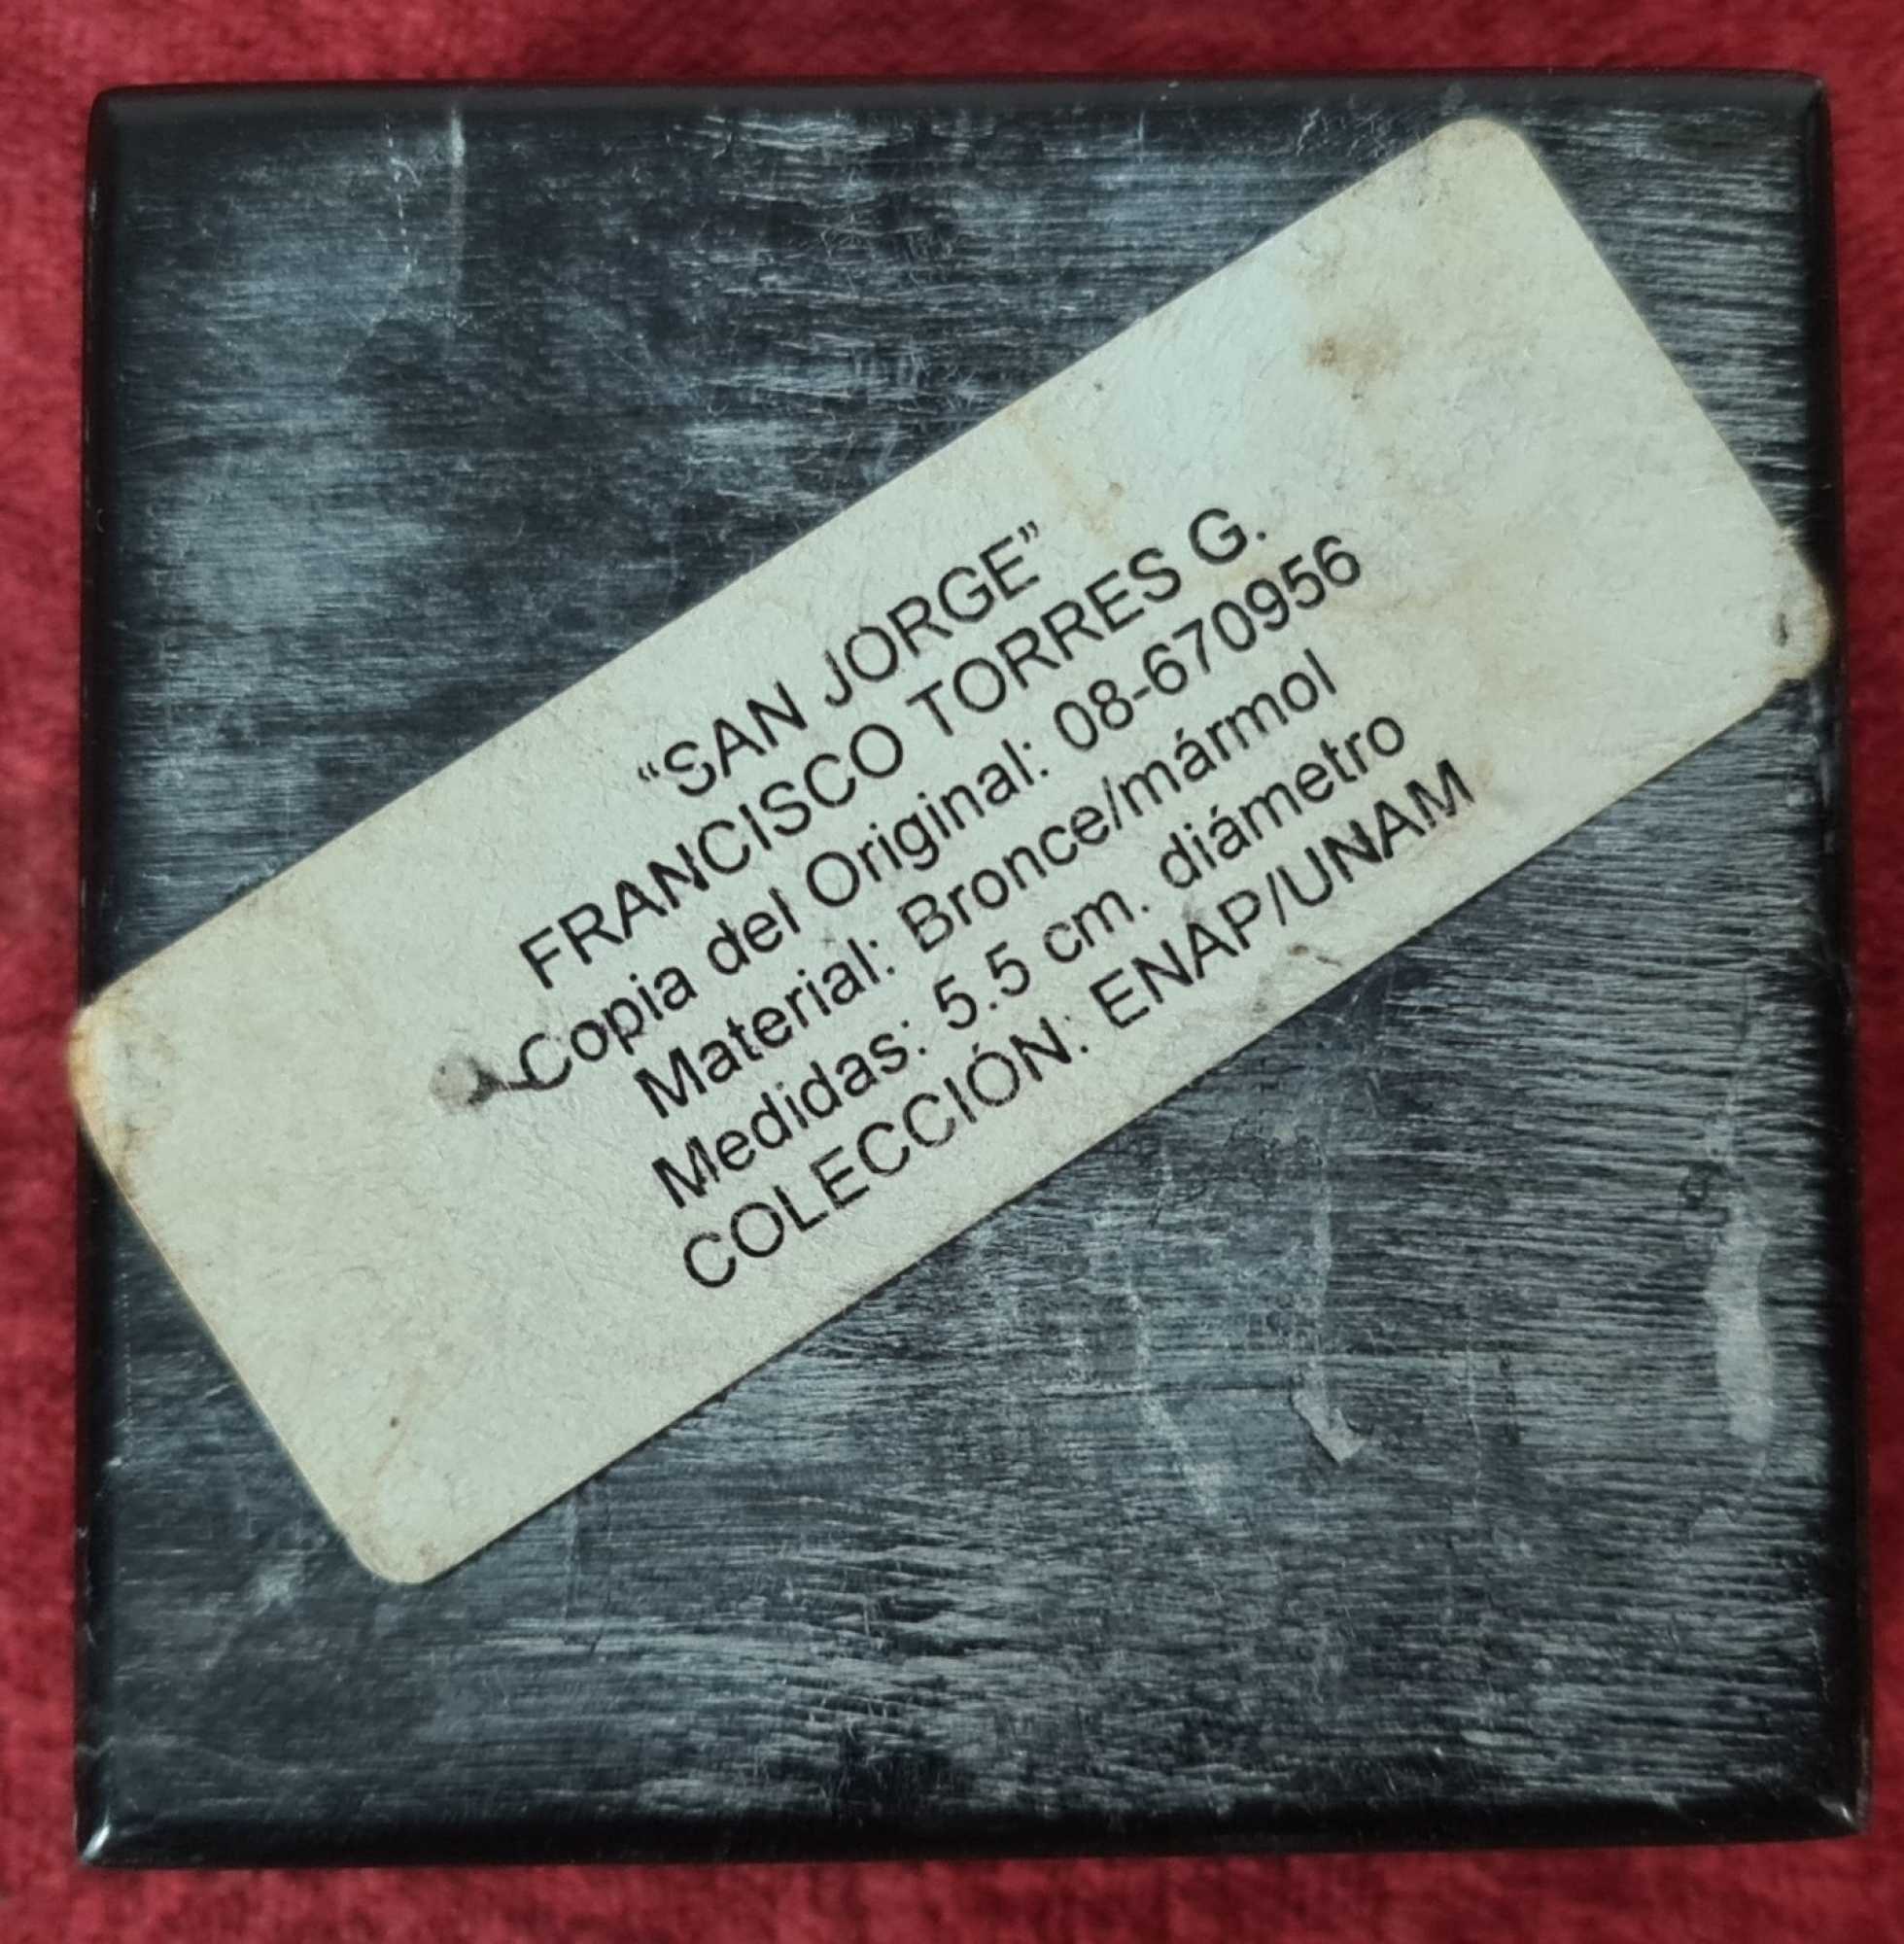 “SAN JORGE”
FRANCISCO TORRES G.
Copia del Original: 08-670956
Material: Bronce/mármol
Medidas: 5.5 cm. diámetro
COLECCIÓN: ENAP/UNAM